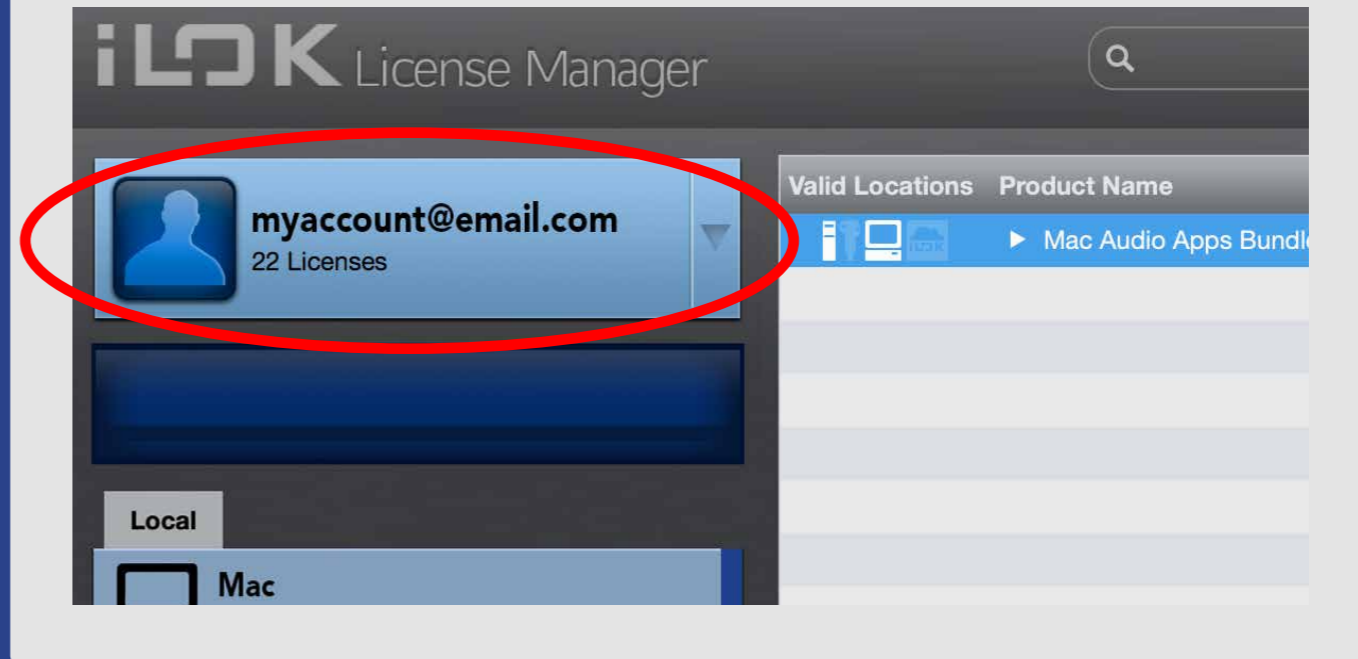 iLOK License Manager
myaccount@email.com
22 Licenses
Valid Locations Product Name
Mac Audio Apps Bundl
Local
Mac